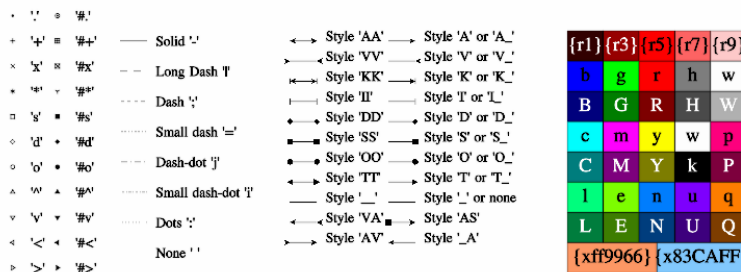 '.' '#.'
'+' '#+'
'x' '#x'
'*' '#*'
's' '#s'
'd' '#d'
'o' '#o'
'^' '#^'
'v' '#v'
'<' '#<'
'>' '#>'
Solid '-'
Long Dash '|'
Dash ';'
Small dash '='
Dash-dot 'j'
Small dash-dot 'i'
Dots ':'
None ' '
Style 'AA' Style 'A' or 'A_'
Style 'VV' Style 'V' or 'V_'
Style 'KK' Style 'K' or 'K_'
Style 'II' Style 'I' or 'I_'
Style 'DD' Style 'D' or 'D_'
Style 'SS' Style 'S' or 'S_'
Style 'OO' Style 'O' or 'O_'
Style 'TT' Style 'T' or 'T_'
Style '__' Style '_' or none
Style 'VA' Style 'AS'
Style 'AV' Style '_A'
{r1} {r3} {r5} {r7} {r9}
b g r h w
B G R H W
c m y w p
C M Y k P
l e n u q
L E N U Q
{xff9966} {x83CAFF}